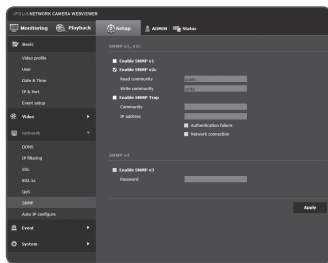 iPOLiS NETWORK CAMERA WEBVIEWER
Monitoring Playback Setup ADMIN Status
Basic
Video profile
User
Date & Time
IP & Port
Event setup
Video
Network
DDNS
IP filtering
SSL
802.1x
QoS
SNMP
Auto IP configure
Event
System
SNMP v1, v2c
Enable SNMP v1
Enable SNMP v2c
Read community public
Write community write
Enable SNMP Trap
Community
IP address
Authentication failure
Network connection
SNMP v3
Enable SNMP v3
Password
Apply